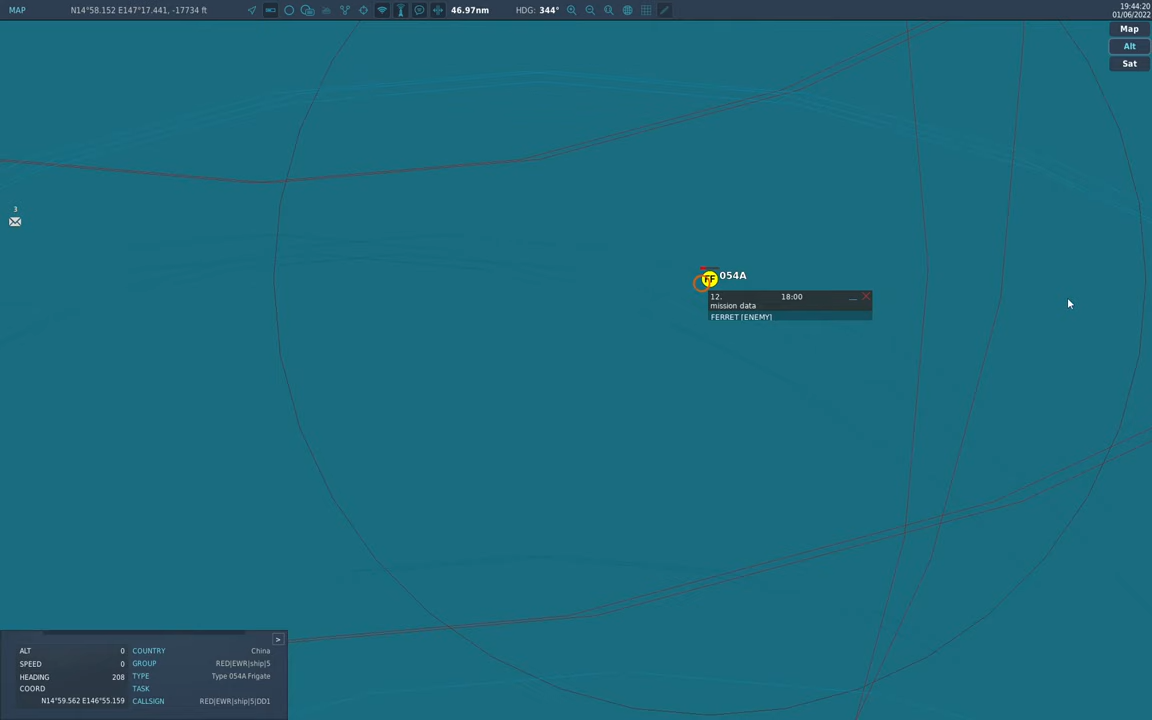 MAP
N14°58.152 E147°17.441, -17734 ft
46.97nm
HDG: 344°
19:44:20
01/06/2022
Map
Alt
Sat
3
FF 054A
12. 18:00
mission data
FERRET [ENEMY]
>
ALT 0 COUNTRY China
SPEED 0 GROUP RED|EWR|ship|5
HEADING 208 TYPE Type 054A Frigate
COORD TASK
N14°59.562 E146°55.159 CALLSIGN RED|EWR|ship|5|DD1